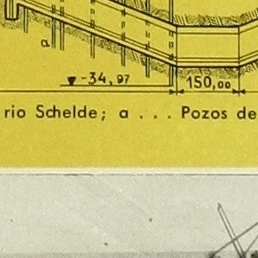 a
-34,97
150,00
rio Schelde; a . . . Pozos de